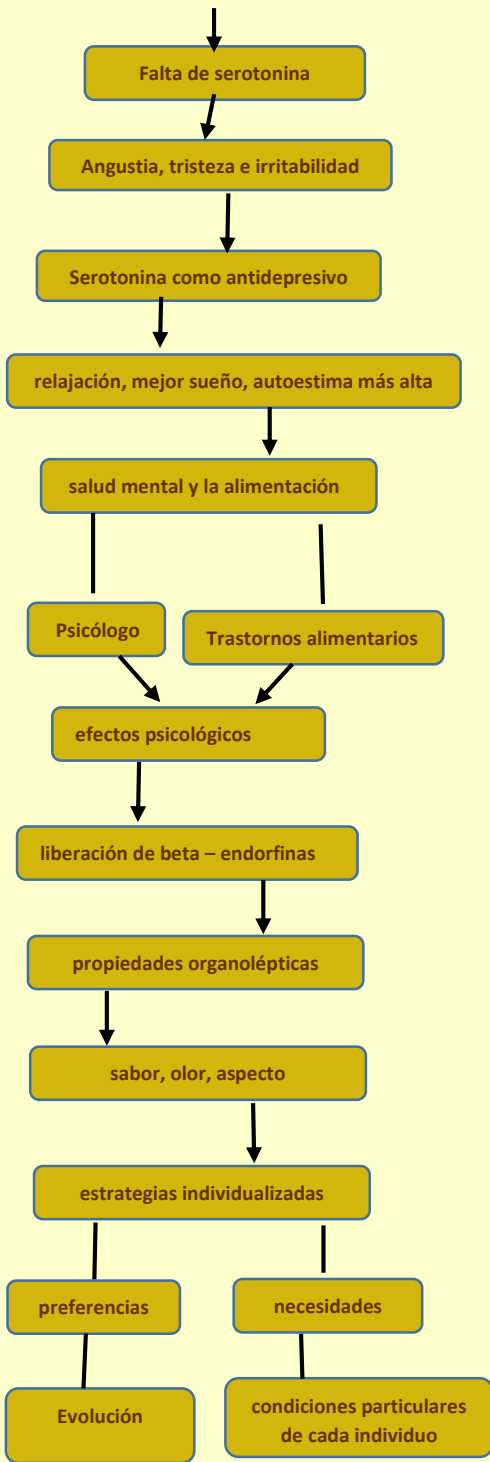 Falta de serotonina
Angustia, tristeza e irritabilidad
Serotonina como antidepresivo
relajación, mejor sueño, autoestima más alta
salud mental y la alimentación
Psicólogo
Trastornos alimentarios
efectos psicológicos
liberación de beta – endorfinas
propiedades organolépticas
sabor, olor, aspecto
estrategias individualizadas
preferencias
necesidades
Evolución
condiciones particulares
de cada individuo